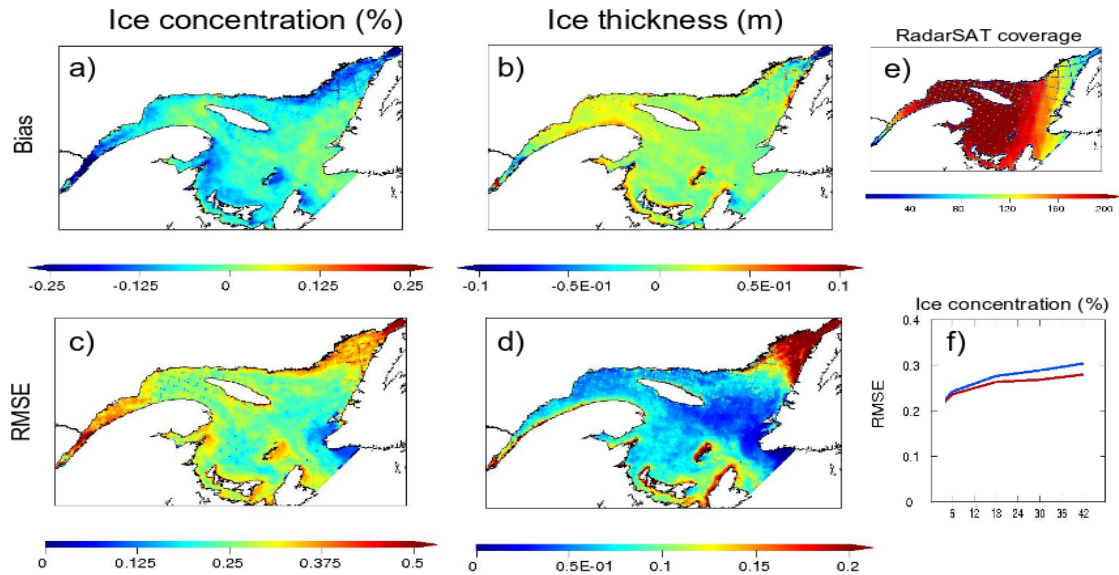 Ice concentration (%)
Ice thickness (m)
RadarSAT coverage
a)
b)
e)
Bias
40 80 120 160 200
-0.25 -0.125 0 0.125 0.25
-0.1 -0.5E-01 0 0.5E-01 0.1
Ice concentration (%)
c)
d)
f)
RMSE
RMSE
0.4
0.3
0.2
0.1
0
6 12 18 24 30 36 42
0 0.125 0.25 0.375 0.5
0 0.5E-01 0.1 0.15 0.2